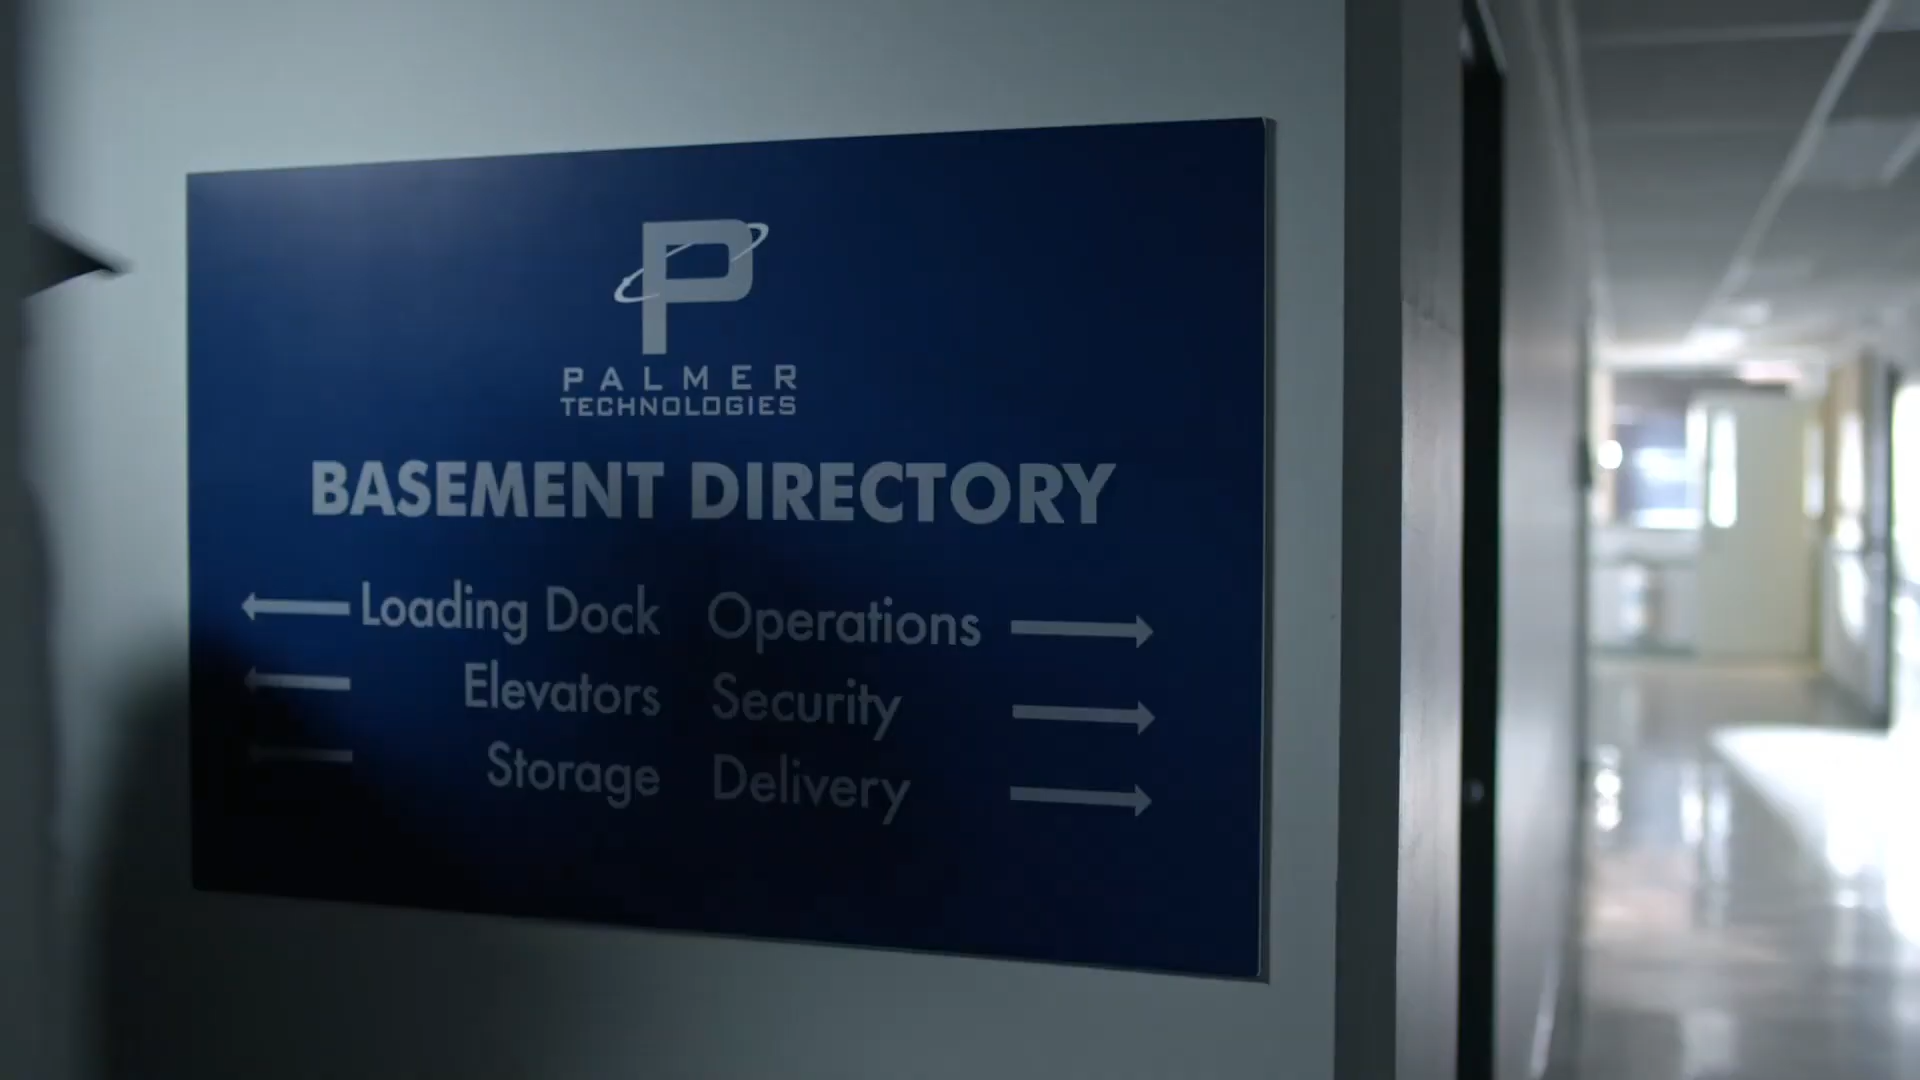 P
PALMER
TECHNOLOGIES
BASEMENT DIRECTORY
Loading Dock Operations
Elevators Security
Storage Delivery